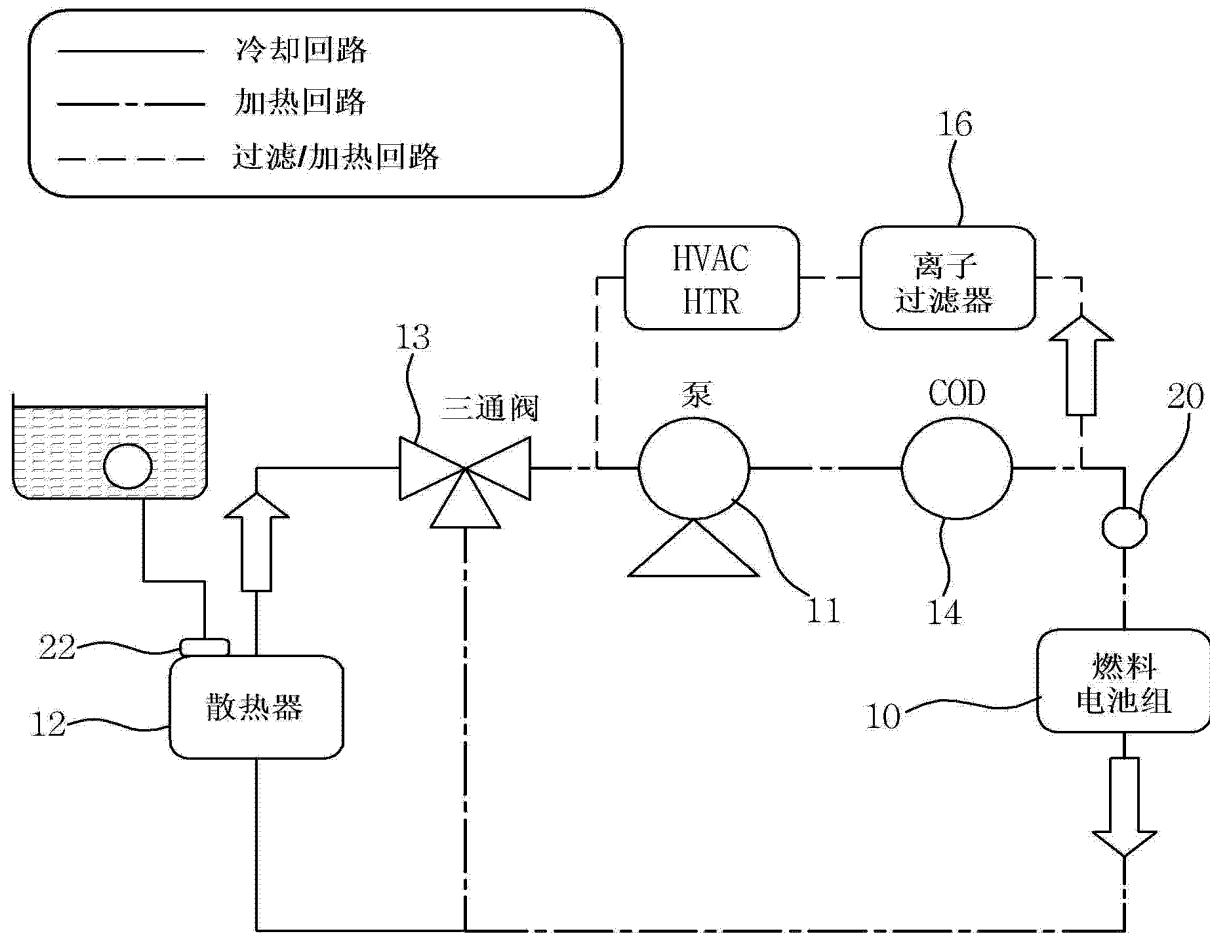 冷却回路
加热回路
过滤/加热回路
16
HVAC
HTR
离子
过滤器
13
三通阀
泵
COD
20
11
14
22
散热器
12
燃料
电池组
10